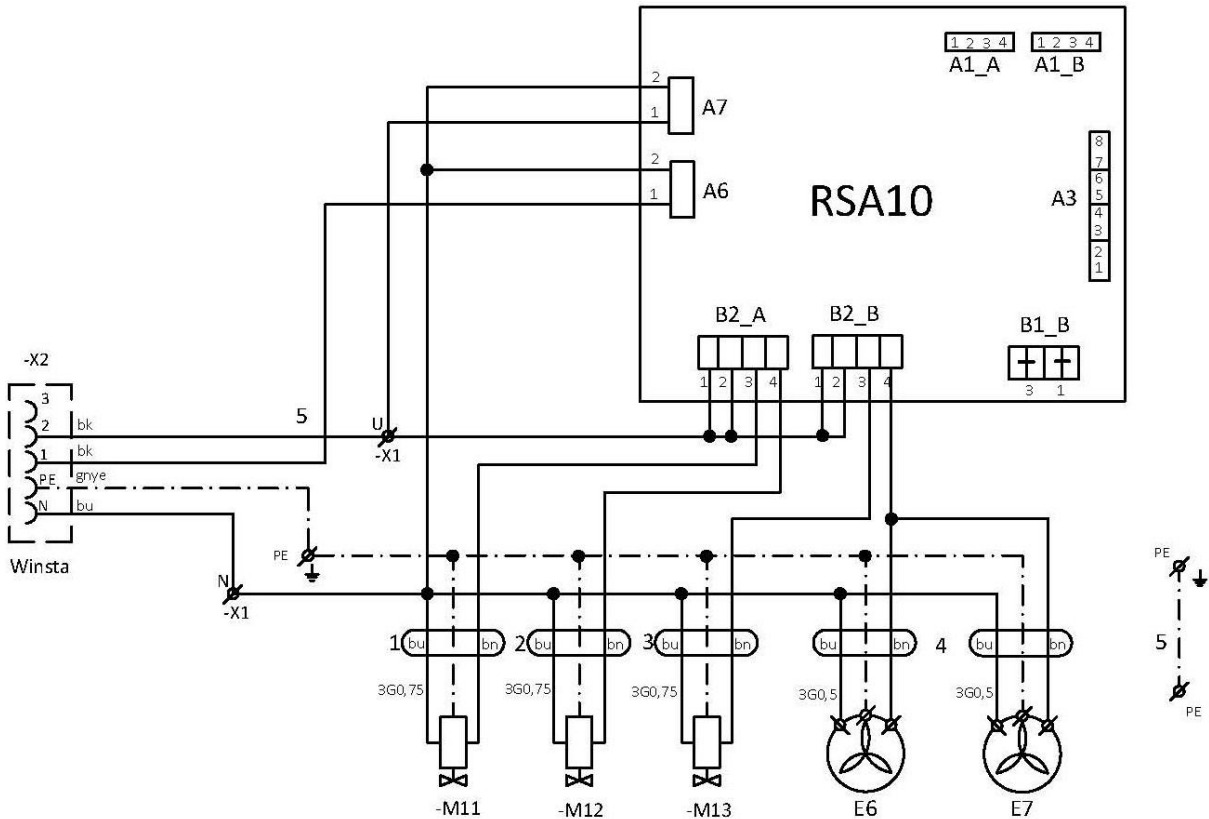 1 2 3 4
1 2 3 4
A1_A
A1_B
2
1
A7
2
1
A6
RSA10
A3
8
7
6
5
4
3
2
1
B2_A
B2_B
B1_B
1 2 3 4
1 2 3 4
3 1
-X2
3
2 bk
1 bk
PE gnye
N bu
Winsta
5
U
-X1
PE
N
-X1
1 bu bn
2 bu bn
3 bu bn
bu bn
4 bu bn
3G0,75
3G0,75
3G0,75
3G0,5
3G0,5
PE
5
PE
-M11
-M12
-M13
E6
E7